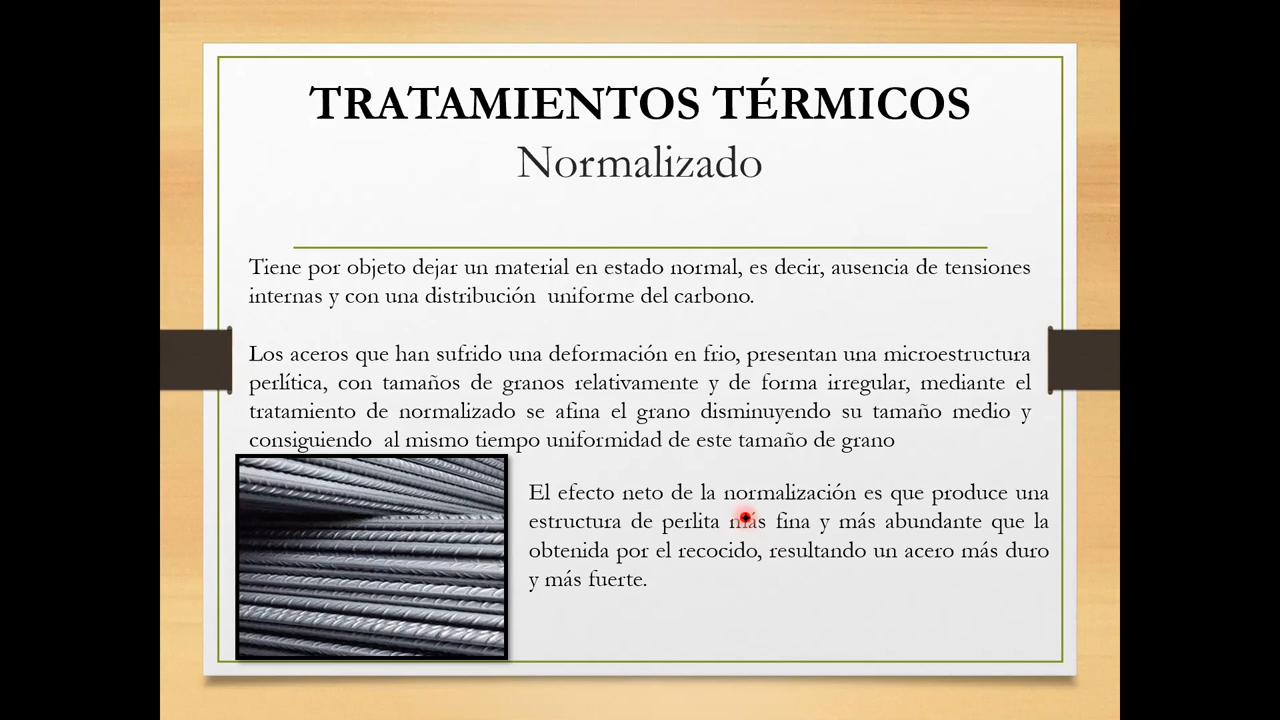 TRATAMIENTOS TÉRMICOS
Normalizado
Tiene por objeto dejar un material en estado normal, es decir, ausencia de tensiones
internas y con una distribución uniforme del carbono.
Los aceros que han sufrido una deformación en frio, presentan una microestructura
perlítica, con tamaños de granos relativamente y de forma irregular, mediante el
tratamiento de normalizado se afina el grano disminuyendo su tamaño medio y
consiguiendo al mismo tiempo uniformidad de este tamaño de grano
El efecto neto de la normalización es que produce una
estructura de perlita más fina y más abundante que la
obtenida por el recocido, resultando un acero más duro
y más fuerte.